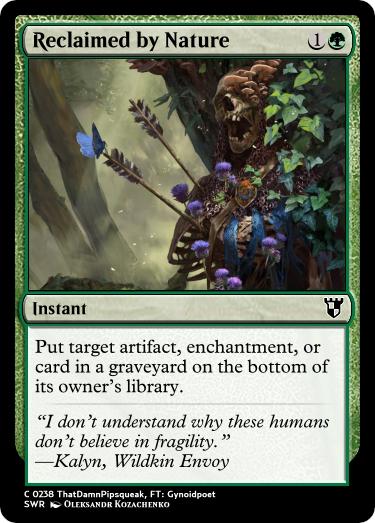 Reclaimed by Nature 1
Instant
Put target artifact, enchantment, or
card in a graveyard on the bottom of
its owner's library.
"I don't understand why these humans
don't believe in fragility."
—Kalyn, Wildkin Envoy
C 0238 ThatDamnPipsqueak, FT: Gynoidpoet
SWR Oleksandr Kozachenko